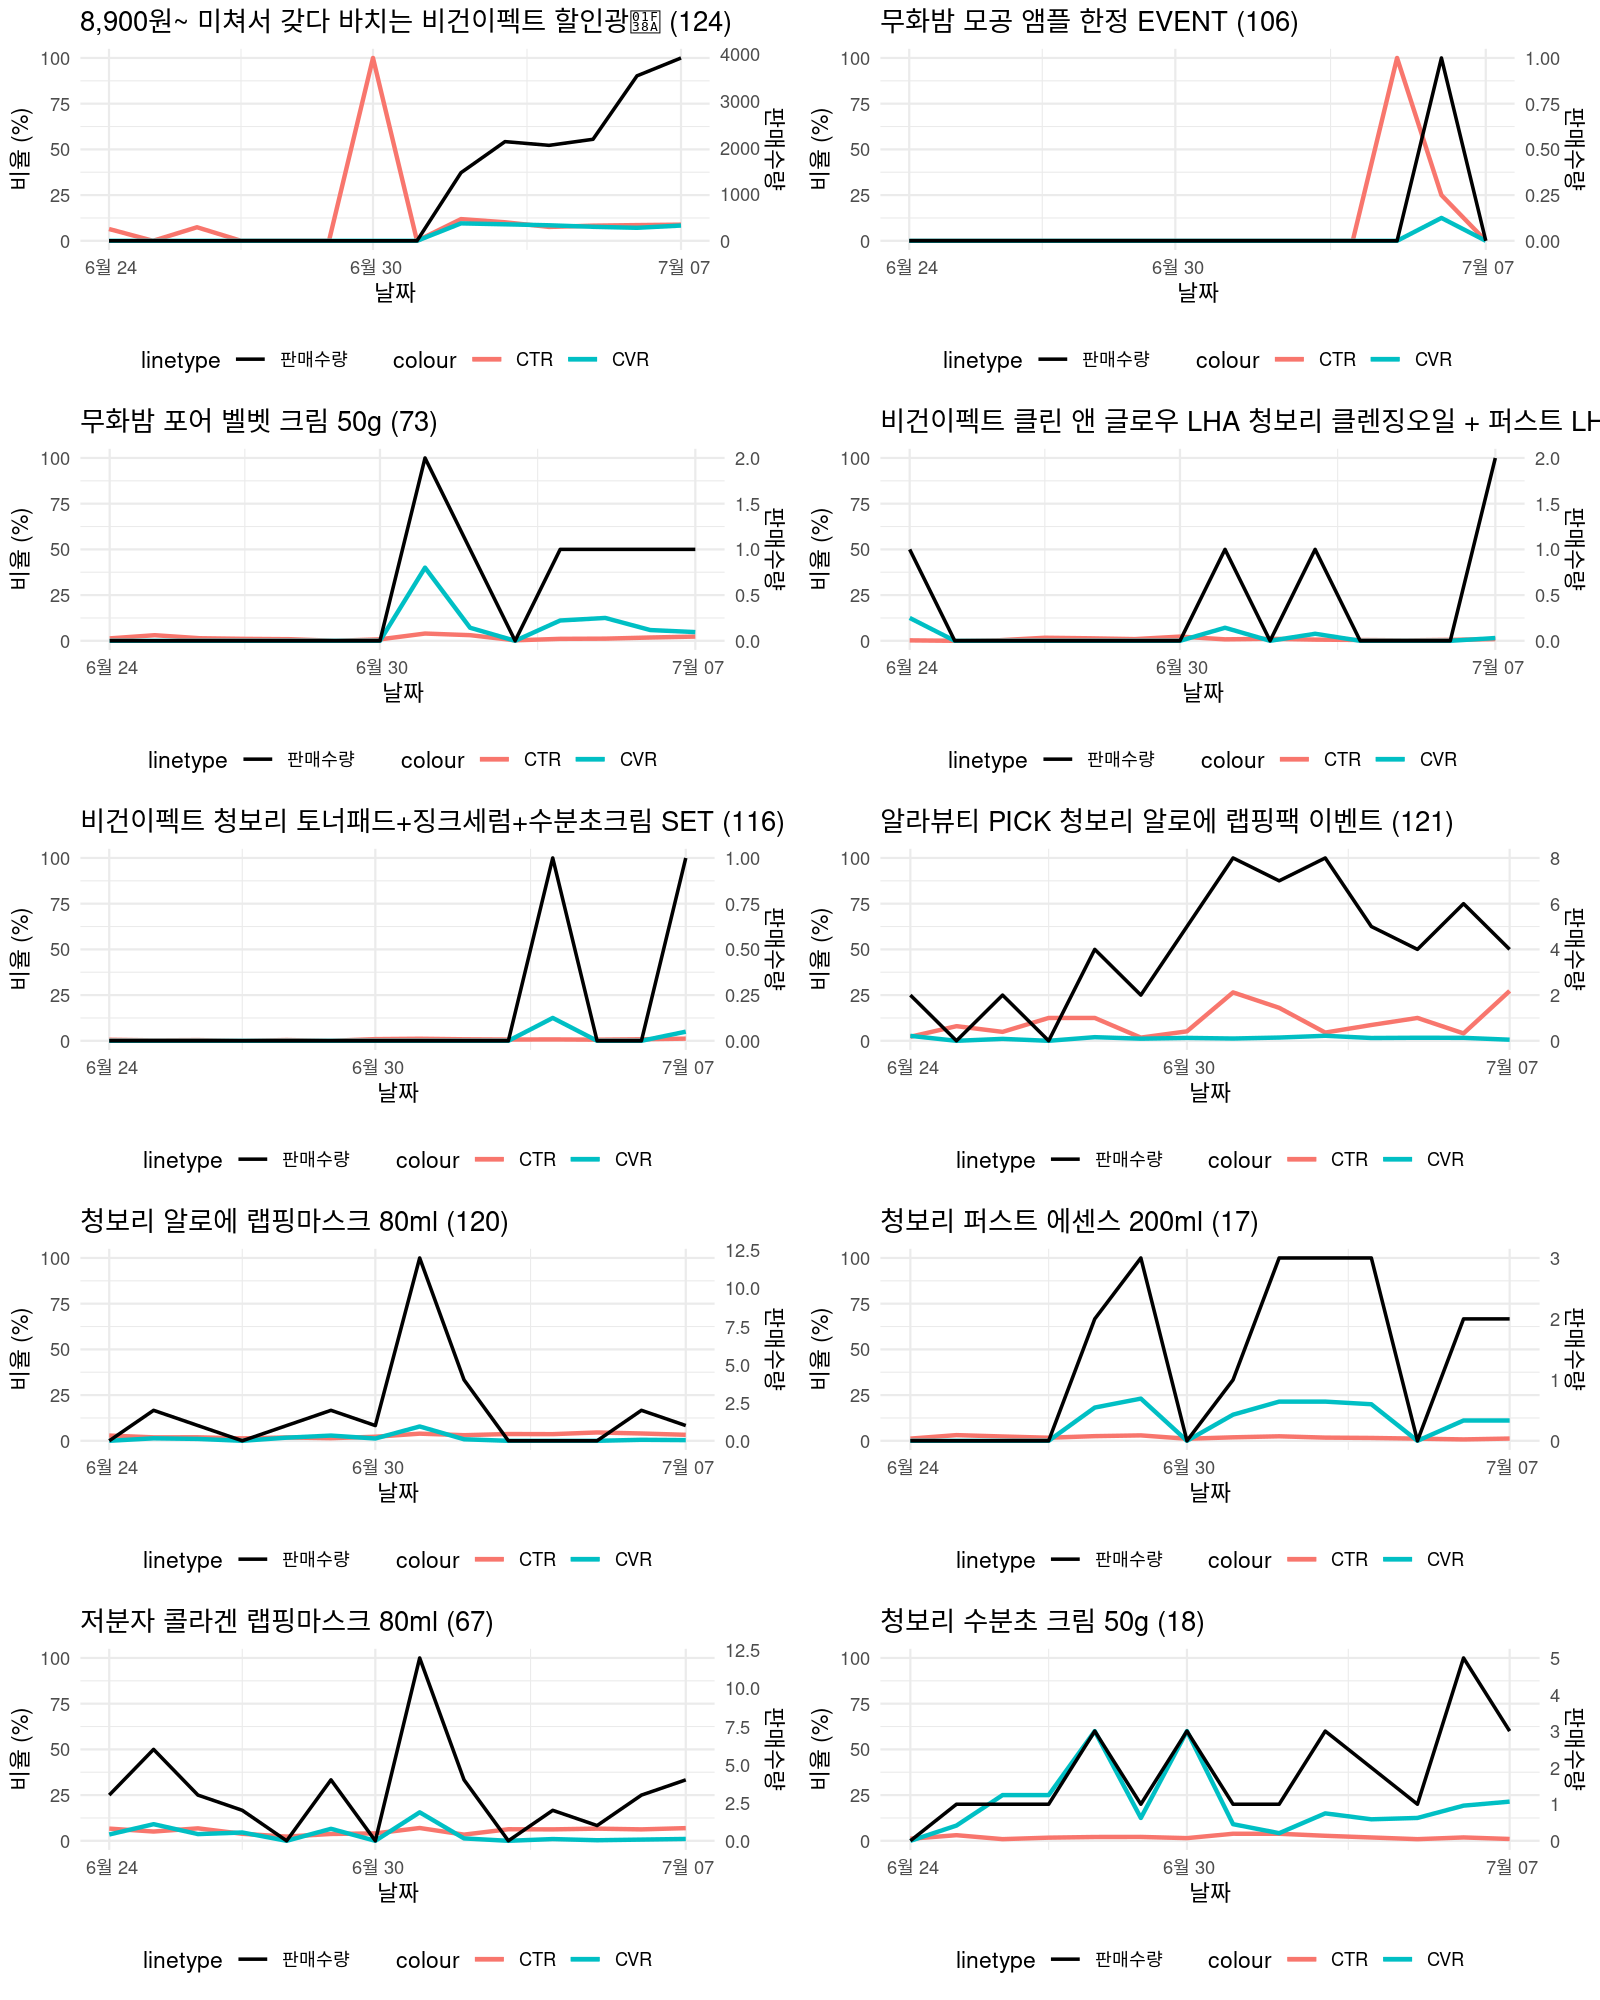 8,900원~ 미쳐서 갖다 바치는 비건이펙트 할인광 (124)
100 75 50 25 0
비율 (%)
4000 3000 2000 1000 0
판매수량
6월 24 6월 30 7월 07
날짜
linetype 판매수량 colour CTR CVR
무화밤 모공 앰플 한정 EVENT (106)
100 75 50 25 0
비율 (%)
1.00 0.75 0.50 0.25 0.00
판매수량
6월 24 6월 30 7월 07
날짜
linetype 판매수량 colour CTR CVR
무화밤 포어 벨벳 크림 50g (73)
100 75 50 25 0
비율 (%)
2.0 1.5 1.0 0.5 0.0
판매수량
6월 24 6월 30 7월 07
날짜
linetype 판매수량 colour CTR CVR
비건이펙트 클린 앤 글로우 LHA 청보리 클렌징오일 + 퍼스트 LH
100 75 50 25 0
비율 (%)
2.0 1.5 1.0 0.5 0.0
판매수량
6월 24 6월 30 7월 07
날짜
linetype 판매수량 colour CTR CVR
비건이펙트 청보리 토너패드+징크세럼+수분초크림 SET (116)
100 75 50 25 0
비율 (%)
1.00 0.75 0.50 0.25 0.00
판매수량
6월 24 6월 30 7월 07
날짜
linetype 판매수량 colour CTR CVR
알라뷰티 PICK 청보리 알로에 랩핑팩 이벤트 (121)
100 75 50 25 0
비율 (%)
8 6 4 2 0
판매수량
6월 24 6월 30 7월 07
날짜
linetype 판매수량 colour CTR CVR
청보리 알로에 랩핑마스크 80ml (120)
100 75 50 25 0
비율 (%)
12.5 10.0 7.5 5.0 2.5 0.0
판매수량
6월 24 6월 30 7월 07
날짜
linetype 판매수량 colour CTR CVR
청보리 퍼스트 에센스 200ml (17)
100 75 50 25 0
비율 (%)
3 2 1 0
판매수량
6월 24 6월 30 7월 07
날짜
linetype 판매수량 colour CTR CVR
저분자 콜라겐 랩핑마스크 80ml (67)
100 75 50 25 0
비율 (%)
12.5 10.0 7.5 5.0 2.5 0.0
판매수량
6월 24 6월 30 7월 07
날짜
linetype 판매수량 colour CTR CVR
청보리 수분초 크림 50g (18)
100 75 50 25 0
비율 (%)
5 4 3 2 1 0
판매수량
6월 24 6월 30 7월 07
날짜
linetype 판매수량 colour CTR CVR